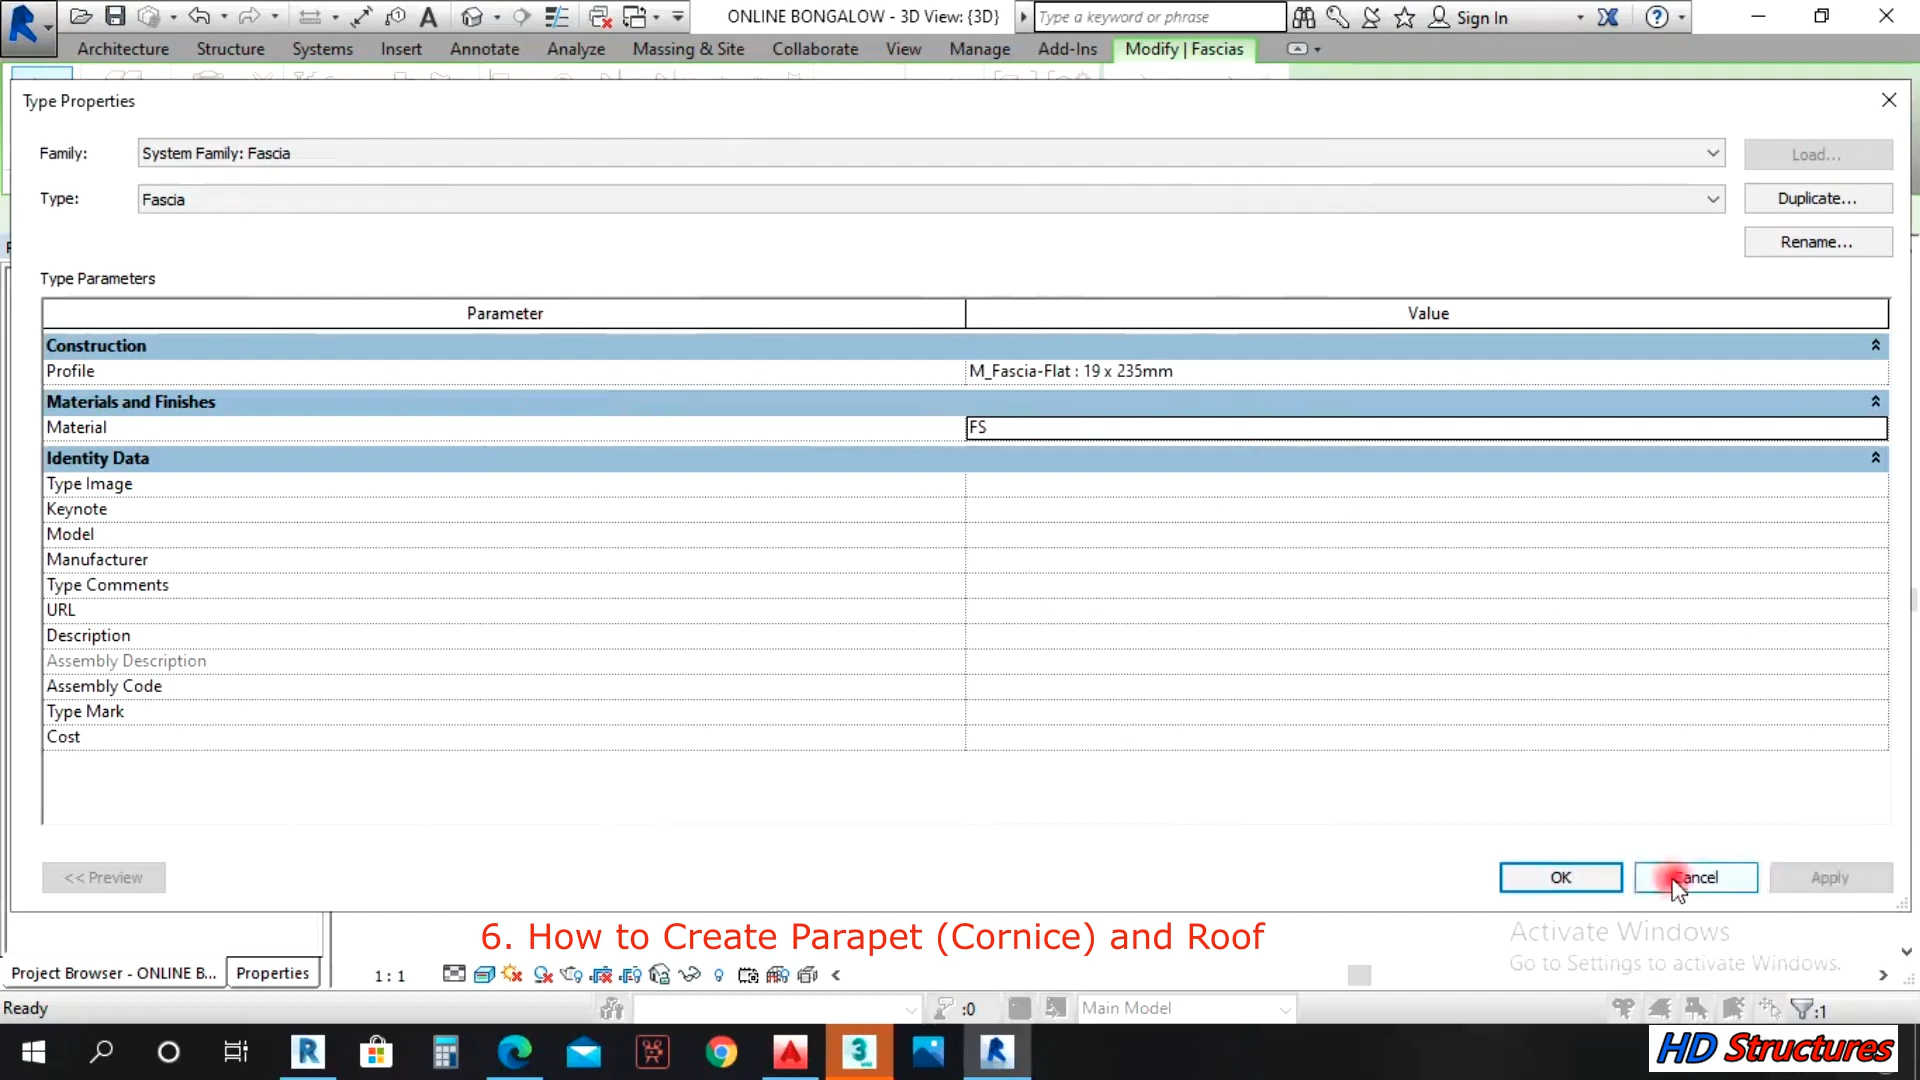 ONLINE BONGALOW - 3D View: {3D}
Type a keyword or phrase
Sign In
Architecture Structure Systems Insert Annotate Analyze Massing & Site Collaborate View Manage Add-Ins Modify | Fascias
Type Properties
Family: System Family: Fascia Load...
Type: Fascia Duplicate...
Rename...
Type Parameters
Parameter Value
Construction
Profile M_Fascia-Flat : 19 x 235mm
Materials and Finishes
Material FS
Identity Data
Type Image
Keynote
Model
Manufacturer
Type Comments
URL
Description
Assembly Description
Assembly Code
Type Mark
Cost
<< Preview OK Cancel Apply
6. How to Create Parapet (Cornice) and Roof
Activate Windows
Go to Settings to activate Windows.
Project Browser - ONLINE B... Properties 1 : 1
Ready :0 Main Model :1
HD Structures